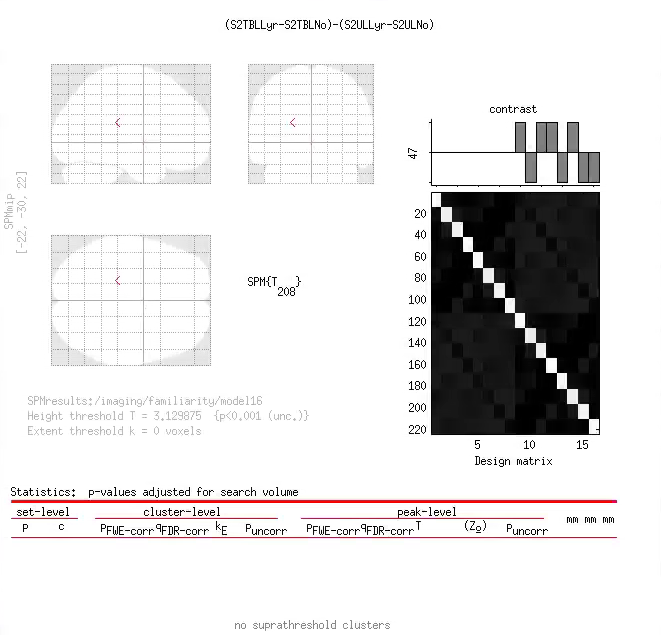 (S2TBLLyr-S2TBLNo)-(S2ULLyr-S2ULNo)
SPMmip
[-22, -30, 22]
contrast
47
SPM{T208}
20
40
60
80
100
120
140
160
180
200
220
5 10 15
Design matrix
SPMresults:/imaging/familiarity/model16
Height threshold T = 3.129875 {p<0.001 (unc.)}
Extent threshold k = 0 voxels
Statistics: p-values adjusted for search volume
set-level cluster-level peak-level mm mm mm
p c pFWE-corr qFDR-corr kE puncorr pFWE-corr qFDR-corr T (Zo) puncorr
no suprathreshold clusters